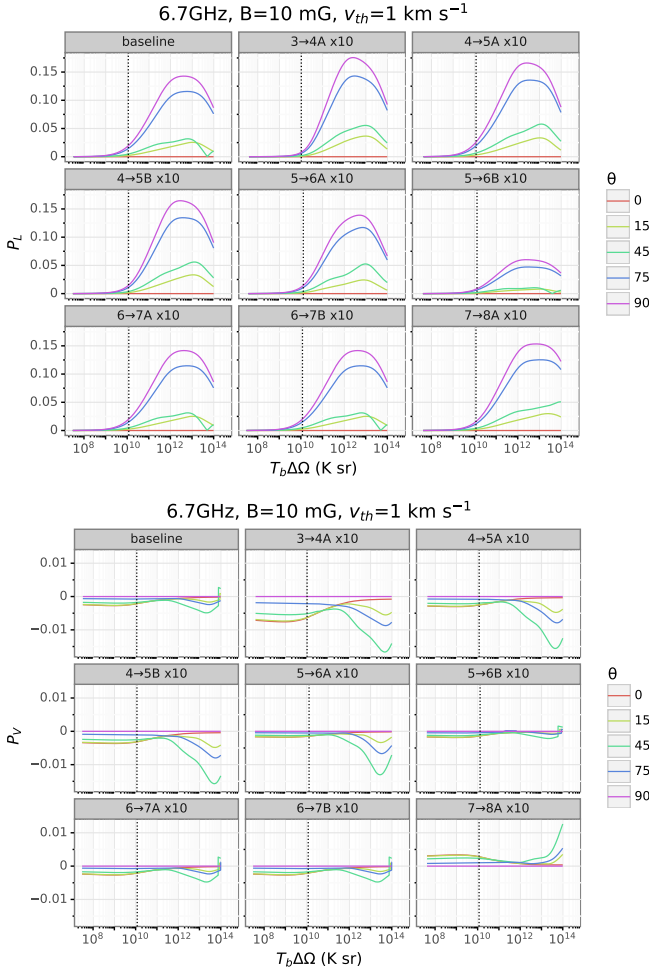 6.7GHz, B=10 mG, v_th=1 km s⁻¹
baseline 3→4A x10 4→5A x10
0.15
0.10
0.05
0
4→5B x10 5→6A x10 5→6B x10
0.15
0.10
0.05
0
P_L
θ
0
15
45
75
90
6→7A x10 6→7B x10 7→8A x10
0.15
0.10
0.05
0
10⁸ 10¹⁰ 10¹² 10¹⁴ 10⁸ 10¹⁰ 10¹² 10¹⁴ 10⁸ 10¹⁰ 10¹² 10¹⁴
T_bΔΩ (K sr)
6.7GHz, B=10 mG, v_th=1 km s⁻¹
baseline 3→4A x10 4→5A x10
0.01
0
−0.01
4→5B x10 5→6A x10 5→6B x10
0.01
0
−0.01
P_V
θ
0
15
45
75
90
6→7A x10 6→7B x10 7→8A x10
0.01
0
−0.01
10⁸ 10¹⁰ 10¹² 10¹⁴ 10⁸ 10¹⁰ 10¹² 10¹⁴ 10⁸ 10¹⁰ 10¹² 10¹⁴
T_bΔΩ (K sr)